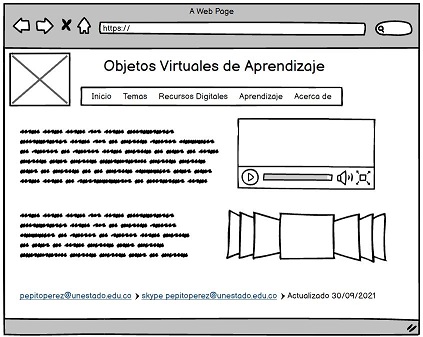 A Web Page
https://
Objetos Virtuales de Aprendizaje
Inicio Temas Recursos Digitales Aprendizaje Acerca de
pepitoperez@unestado.edu.co > skype pepitoperez@unestado.edu.co > Actualizado 30/09/2021